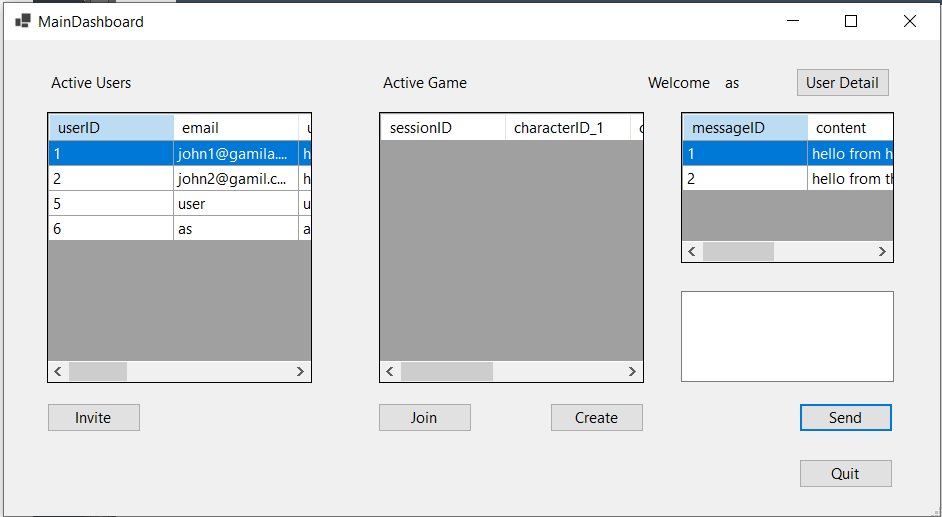 MainDashboard
Active Users
Active Game
Welcome as
User Detail
userID email u
1 john1@gamila.... h
2 john2@gamil.c... h
5 user u
6 as a
sessionID characterID_1
messageID content
1 hello from h
2 hello from th
Invite
Join
Create
Send
Quit